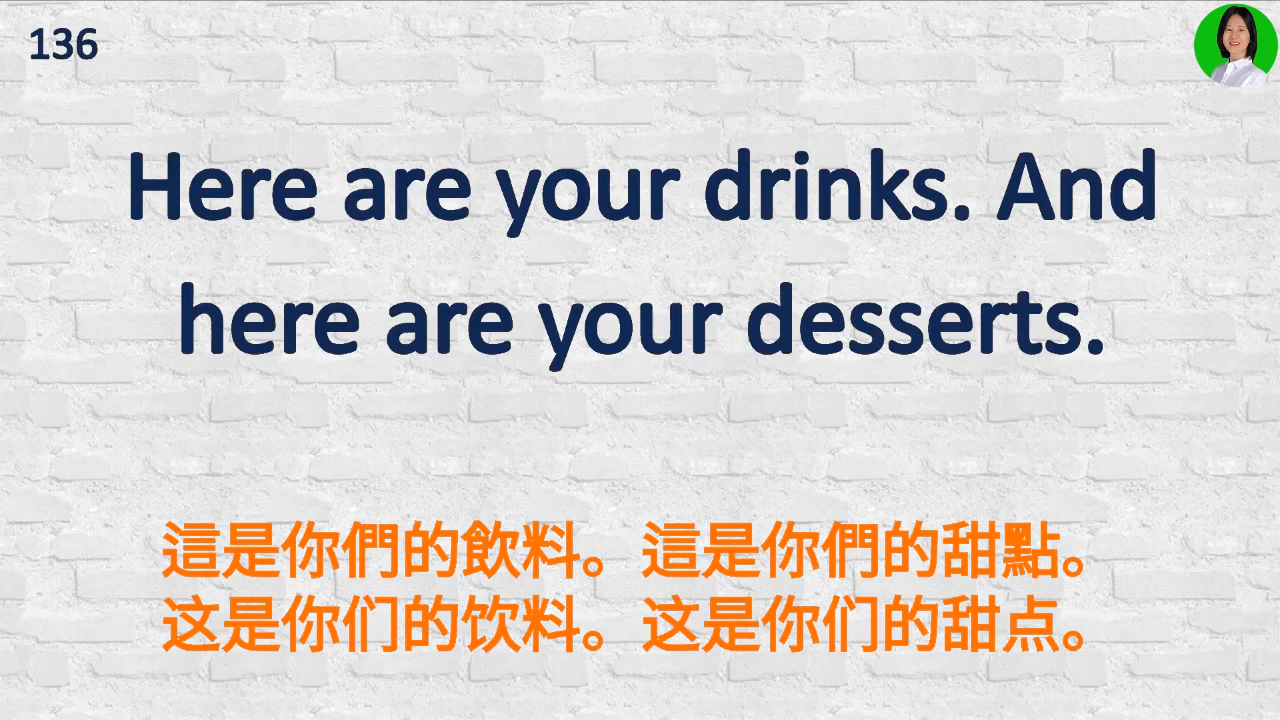 136
Here are your drinks. And
here are your desserts.
這是你們的飲料。這是你們的甜點。
这是你们的饮料。这是你们的甜点。